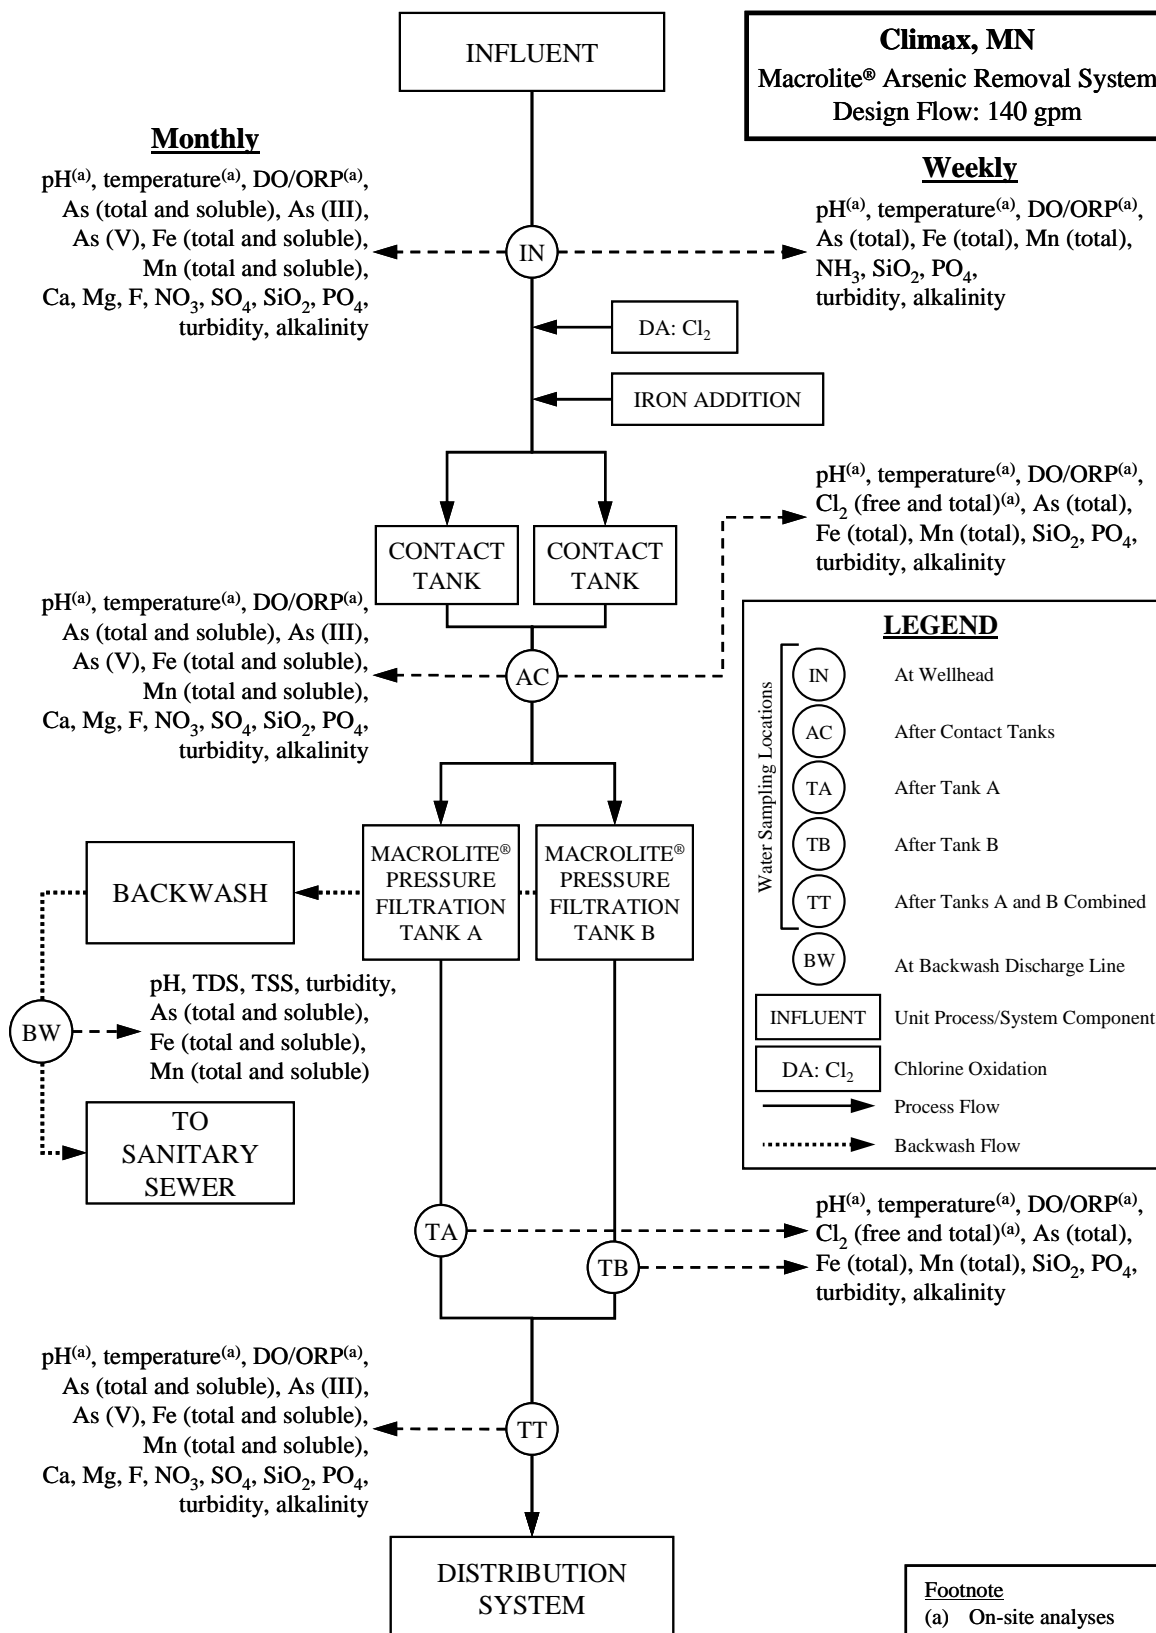 INFLUENT
Climax, MN
Macrolite® Arsenic Removal System
Design Flow: 140 gpm
Monthly
pH(a), temperature(a), DO/ORP(a),
As (total and soluble), As (III),
As (V), Fe (total and soluble),
Mn (total and soluble),
Ca, Mg, F, NO3, SO4, SiO2, PO4,
turbidity, alkalinity
IN
Weekly
pH(a), temperature(a), DO/ORP(a),
As (total), Fe (total), Mn (total),
NH3, SiO2, PO4,
turbidity, alkalinity
DA: Cl2
IRON ADDITION
CONTACT
TANK
CONTACT
TANK
pH(a), temperature(a), DO/ORP(a),
Cl2 (free and total)(a), As (total),
Fe (total), Mn (total), SiO2, PO4,
turbidity, alkalinity
pH(a), temperature(a), DO/ORP(a),
As (total and soluble), As (III),
As (V), Fe (total and soluble),
Mn (total and soluble),
Ca, Mg, F, NO3, SO4, SiO2, PO4,
turbidity, alkalinity
AC
LEGEND
Water Sampling Locations
IN At Wellhead
AC After Contact Tanks
TA After Tank A
TB After Tank B
TT After Tanks A and B Combined
BW At Backwash Discharge Line
INFLUENT Unit Process/System Component
DA: Cl2 Chlorine Oxidation
Process Flow
Backwash Flow
MACROLITE®
PRESSURE
FILTRATION
TANK A
MACROLITE®
PRESSURE
FILTRATION
TANK B
BACKWASH
BW
pH, TDS, TSS, turbidity,
As (total and soluble),
Fe (total and soluble),
Mn (total and soluble)
TO
SANITARY
SEWER
TA
TB
pH(a), temperature(a), DO/ORP(a),
Cl2 (free and total)(a), As (total),
Fe (total), Mn (total), SiO2, PO4,
turbidity, alkalinity
pH(a), temperature(a), DO/ORP(a),
As (total and soluble), As (III),
As (V), Fe (total and soluble),
Mn (total and soluble),
Ca, Mg, F, NO3, SO4, SiO2, PO4,
turbidity, alkalinity
TT
DISTRIBUTION
SYSTEM
Footnote
(a) On-site analyses